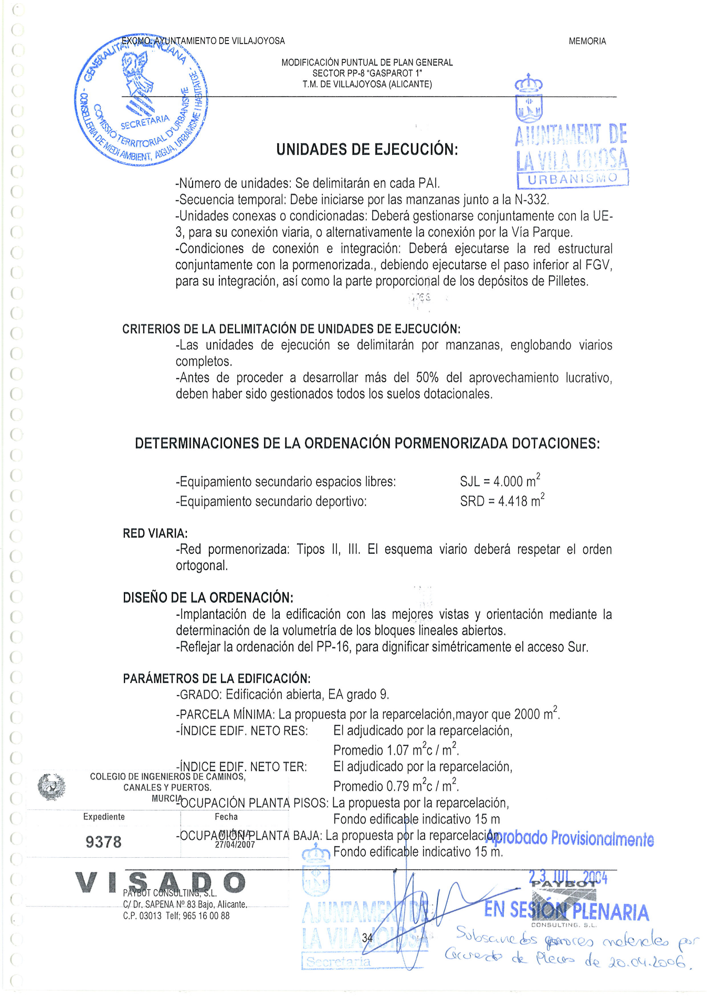 EXCMO. AYUNTAMIENTO DE VILLAJOYOSA
MEMORIA
MODIFICACIÓN PUNTUAL DE PLAN GENERAL
SECTOR PP-8 “GASPAROT 1”
T.M. DE VILLAJOYOSA (ALICANTE)
GENERALITAT VALENCIANA
CONSELLERIA DE MEDI AMBIENT, AIGUA, URBANISME I HABITATGE
COMISSIÓ TERRITORIAL D'URBANISME
SECRETARIA
AJUNTAMENT DE
LA VILA JOIOSA
URBANISMO
UNIDADES DE EJECUCIÓN:
-Número de unidades: Se delimitarán en cada PAI.
-Secuencia temporal: Debe iniciarse por las manzanas junto a la N-332.
-Unidades conexas o condicionadas: Deberá gestionarse conjuntamente con la UE-
3, para su conexión viaria, o alternativamente la conexión por la Vía Parque.
-Condiciones de conexión e integración: Deberá ejecutarse la red estructural
conjuntamente con la pormenorizada., debiendo ejecutarse el paso inferior al FGV,
para su integración, así como la parte proporcional de los depósitos de Pilletes.
CRITERIOS DE LA DELIMITACIÓN DE UNIDADES DE EJECUCIÓN:
-Las unidades de ejecución se delimitarán por manzanas, englobando viarios
completos.
-Antes de proceder a desarrollar más del 50% del aprovechamiento lucrativo,
deben haber sido gestionados todos los suelos dotacionales.
DETERMINACIONES DE LA ORDENACIÓN PORMENORIZADA DOTACIONES:
-Equipamiento secundario espacios libres: SJL = 4.000 m²
-Equipamiento secundario deportivo: SRD = 4.418 m²
RED VIARIA:
-Red pormenorizada: Tipos II, III. El esquema viario deberá respetar el orden
ortogonal.
DISEÑO DE LA ORDENACIÓN:
-Implantación de la edificación con las mejores vistas y orientación mediante la
determinación de la volumetría de los bloques lineales abiertos.
-Reflejar la ordenación del PP-16, para dignificar simétricamente el acceso Sur.
PARÁMETROS DE LA EDIFICACIÓN:
-GRADO: Edificación abierta, EA grado 9.
-PARCELA MÍNIMA: La propuesta por la reparcelación,mayor que 2000 m².
-ÍNDICE EDIF. NETO RES: El adjudicado por la reparcelación,
Promedio 1.07 m²c / m².
-ÍNDICE EDIF. NETO TER: El adjudicado por la reparcelación,
Promedio 0.79 m²c / m².
-OCUPACIÓN PLANTA PISOS: La propuesta por la reparcelación,
Fondo edificable indicativo 15 m
-OCUPACIÓN PLANTA BAJA: La propuesta por la reparcelación,
Fondo edificable indicativo 15 m.
COLEGIO DE INGENIEROS DE CAMINOS,
CANALES Y PUERTOS.
MURCIA
Expediente Fecha
9378
MURCIA
27/04/2007
VISADO
Aprobado Provisionalmente
23 JUL. 2004
EN SESIÓN PLENARIA
PAYBOT CONSULTING, S.L.
C/ Dr. SAPENA Nº 83 Bajo, Alicante.
C.P. 03013 Telf; 965 16 00 88
PAYBOT
CONSULTING, S.L.
AJUNTAMENT DE
LA VILA JOIOSA
Secretaria
34
Subsanados errores materiales por
acuerdo de Pleno de 20.04.2006.